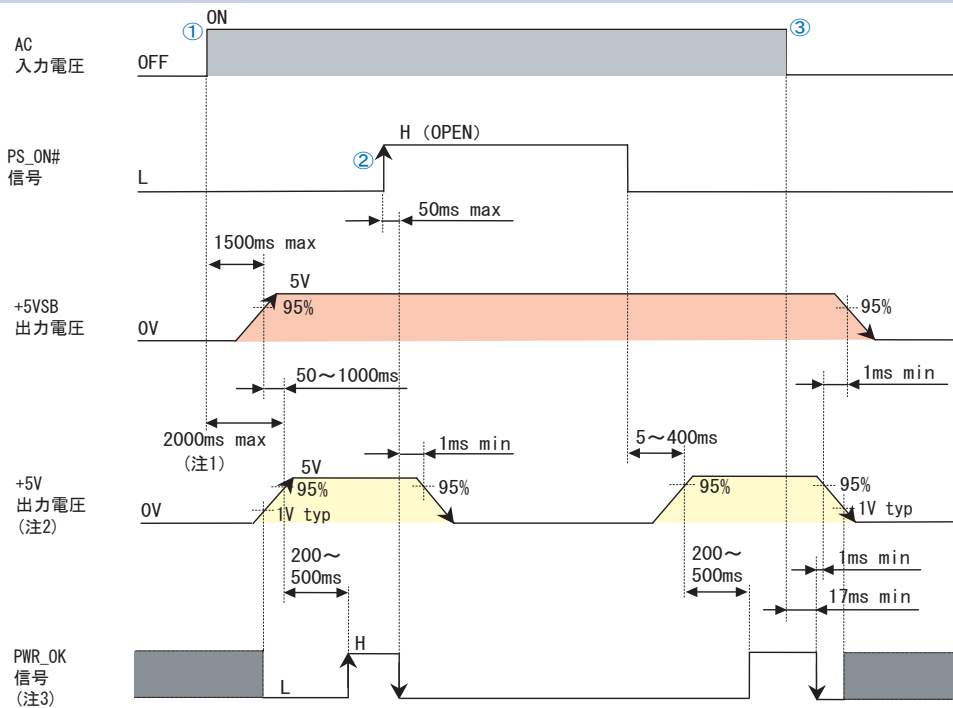 ① ON ③
AC
入力電圧
OFF
H (OPEN)
PS_ON#
信号
②
L
50ms max
1500ms max
5V
+5VSB
出力電圧
95%
95%
0V
50～1000ms
1ms min
2000ms max
(注1)
1ms min
5～400ms
+5V
出力電圧
(注2)
5V
95%
95%
95%
95%
0V
1V typ
1V typ
200～
500ms
200～
500ms
1ms min
17ms min
PWR_OK
信号
(注3)
H
L